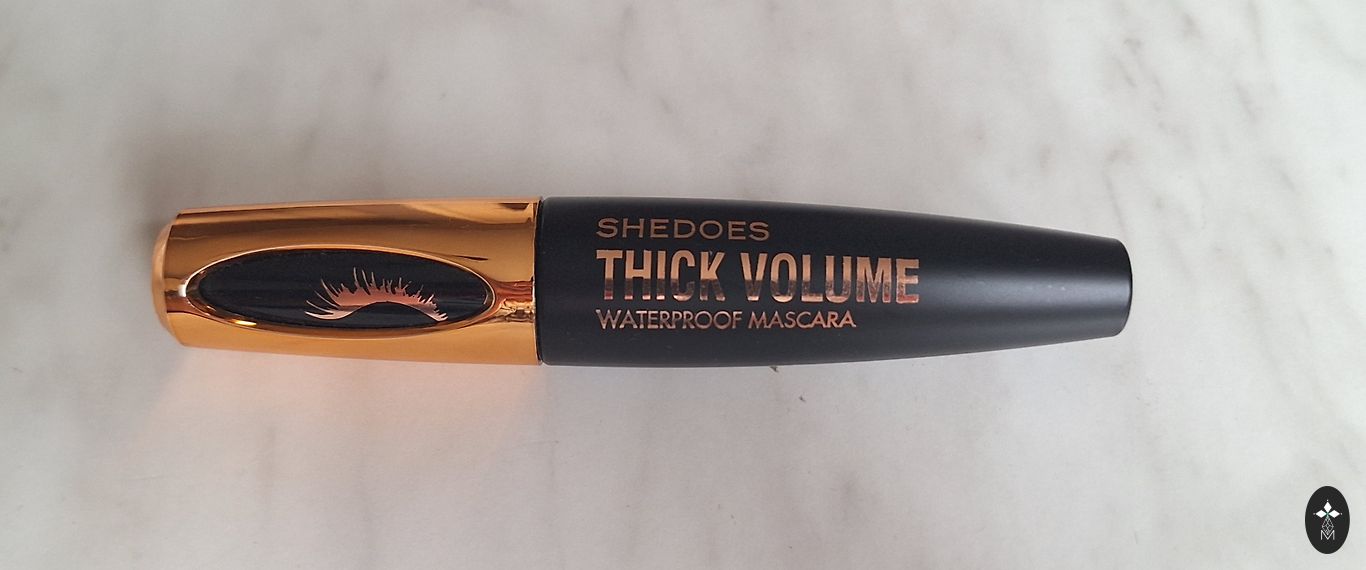 SHEDOES
THICK VOLUME
WATERPROOF MASCARA
M